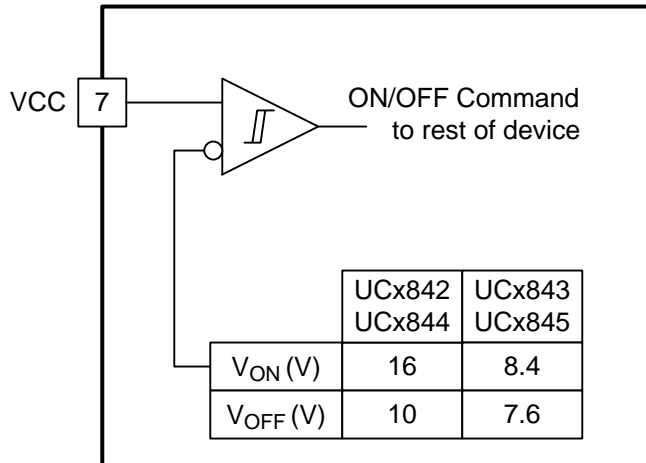 VCC 7
ON/OFF Command
to rest of device
UCx842 UCx843
UCx844 UCx845
VON (V) 16 8.4
VOFF (V) 10 7.6